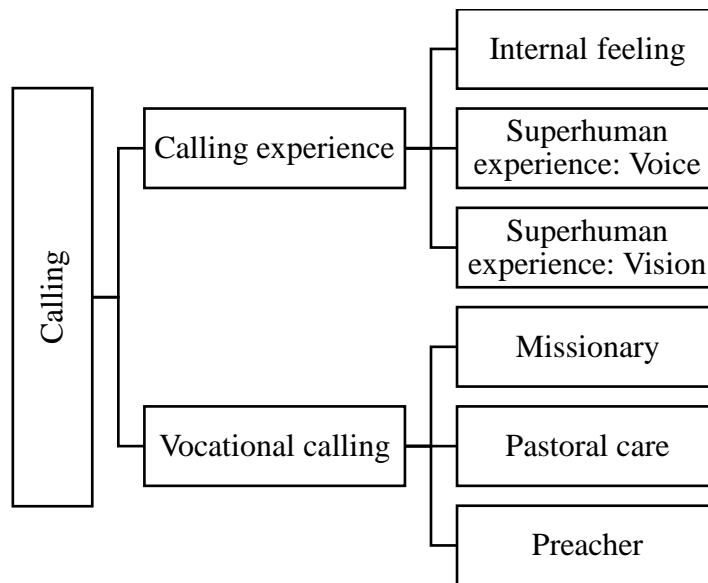 Calling
Calling experience
Internal feeling
Superhuman
experience: Voice
Superhuman
experience: Vision
Vocational calling
Missionary
Pastoral care
Preacher